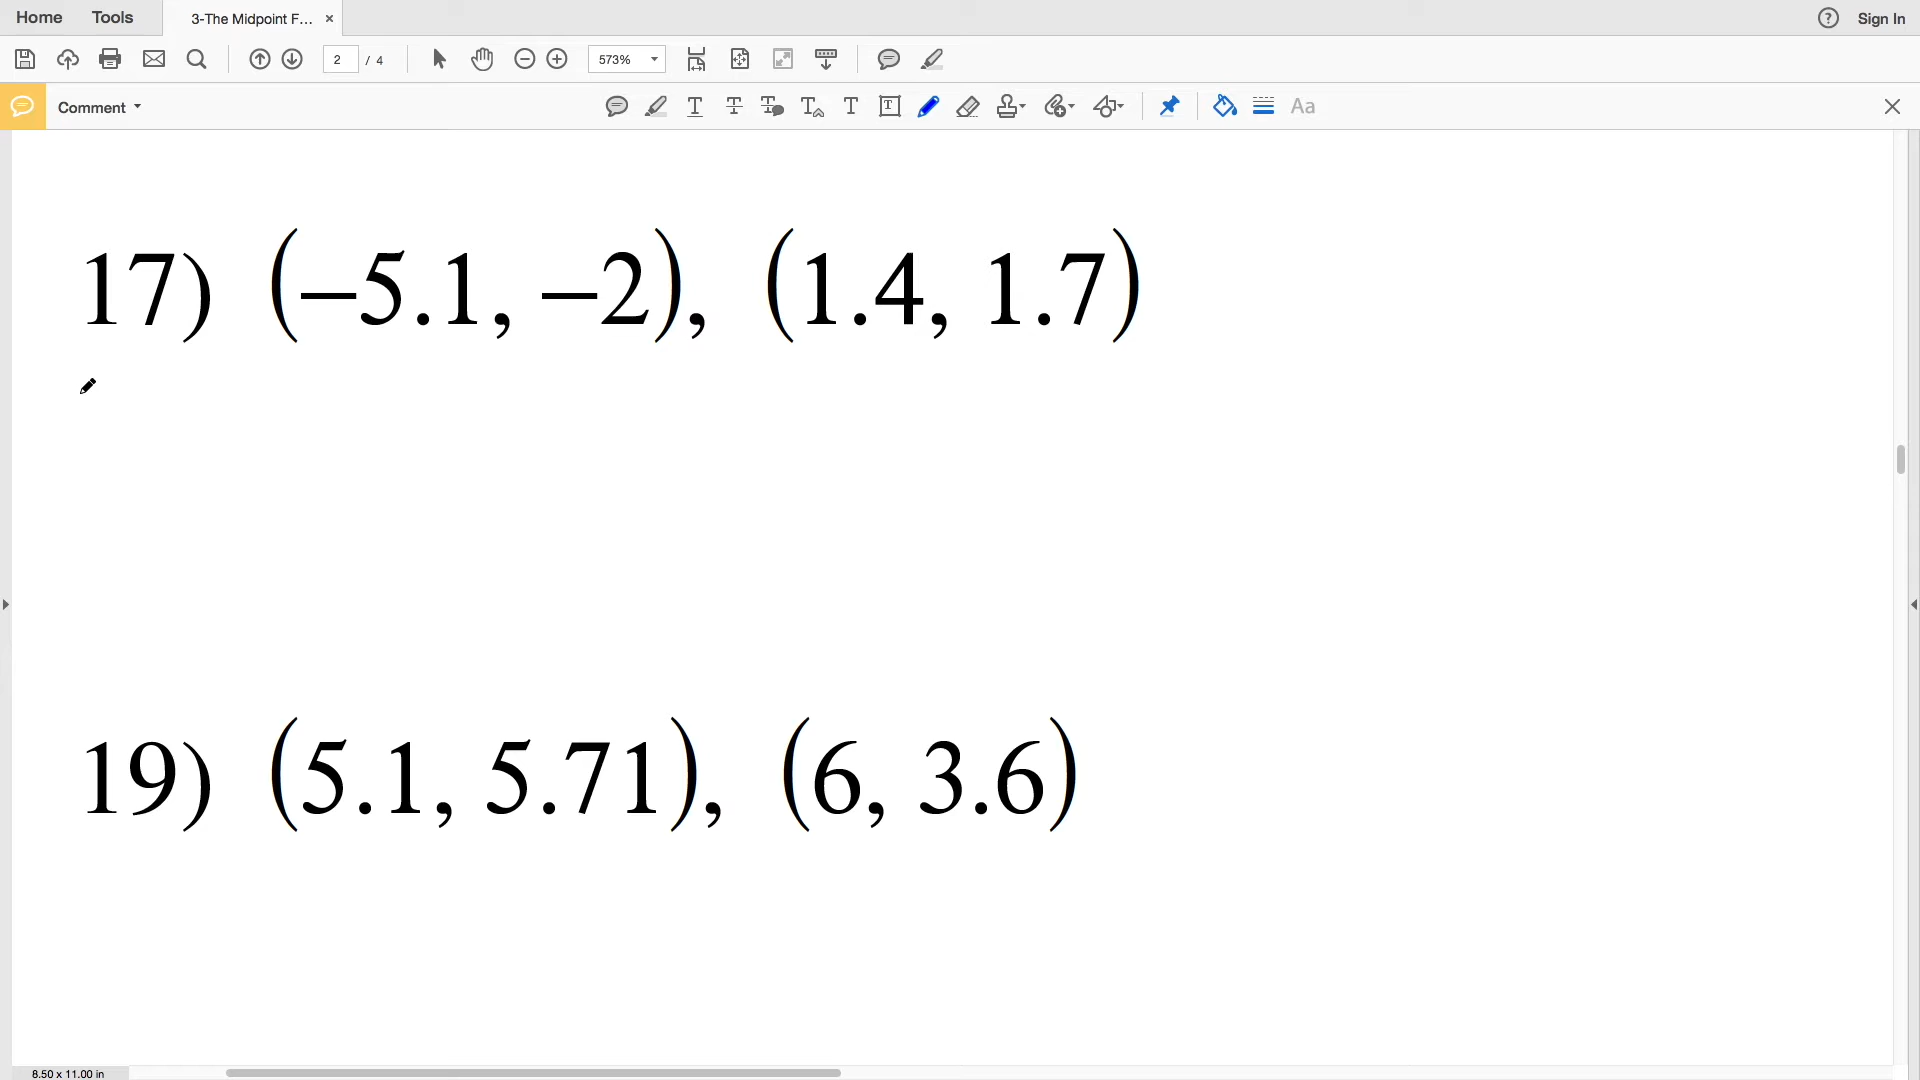 Home Tools 3-The Midpoint F... × ? Sign In
2 / 4 573%
Comment T T T T T T Aa
17) (−5.1, −2), (1.4, 1.7)
19) (5.1, 5.71), (6, 3.6)
8.50 x 11.00 in